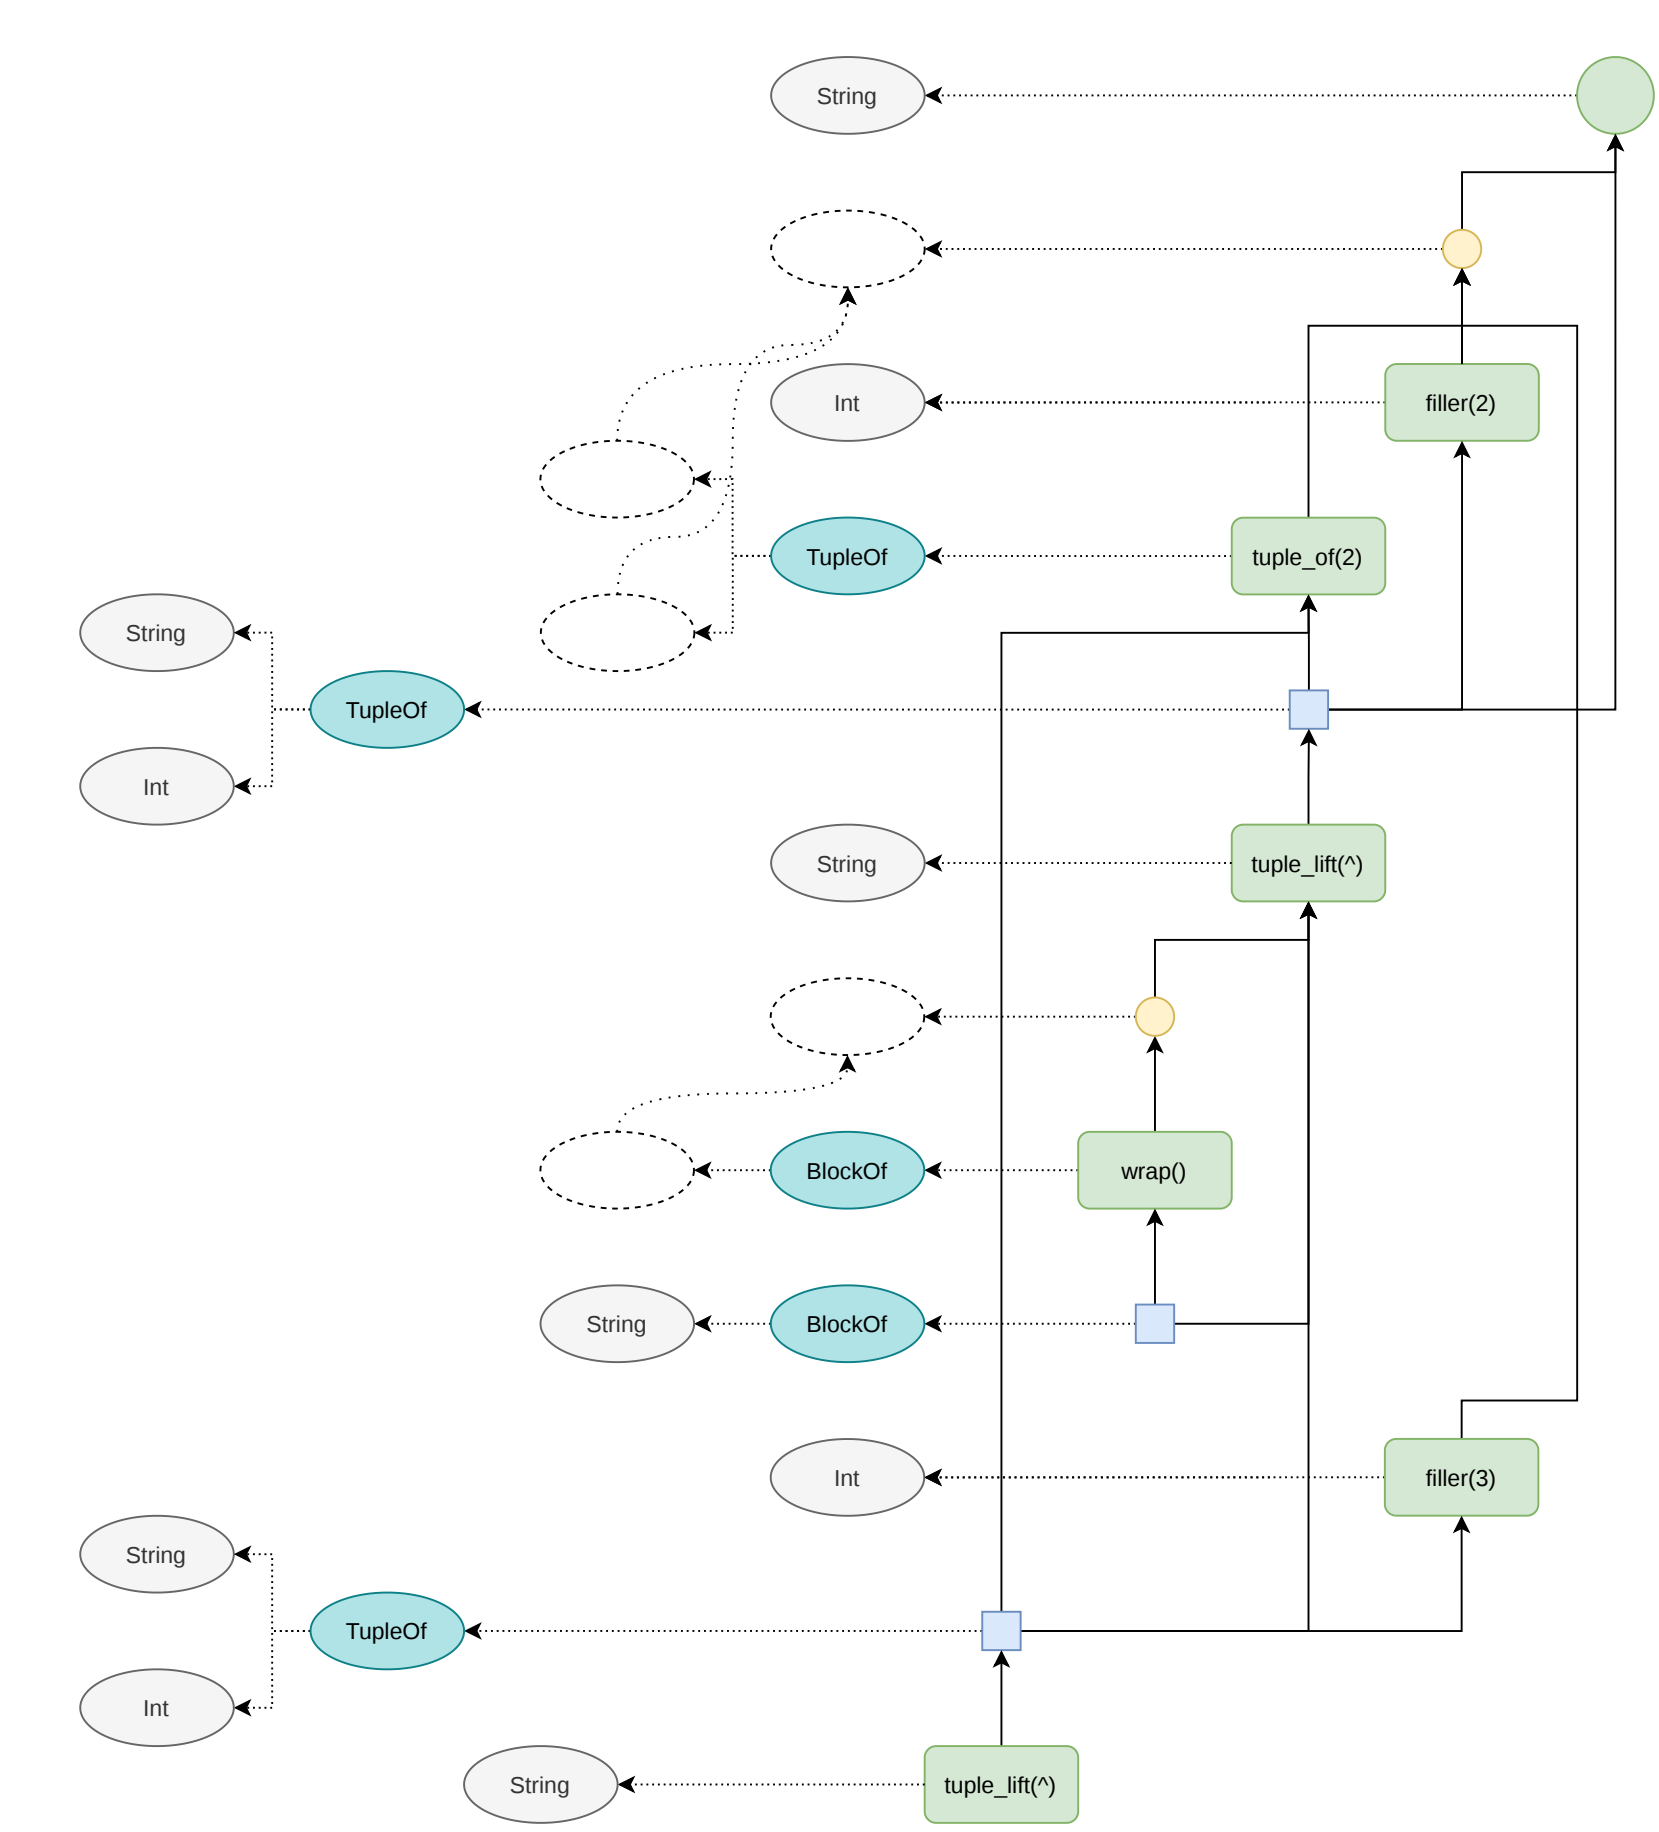 String
Int
filler(2)
TupleOf
tuple_of(2)
String
TupleOf
Int
String
tuple_lift(^)
BlockOf
wrap()
String
BlockOf
Int
filler(3)
String
TupleOf
Int
String
tuple_lift(^)